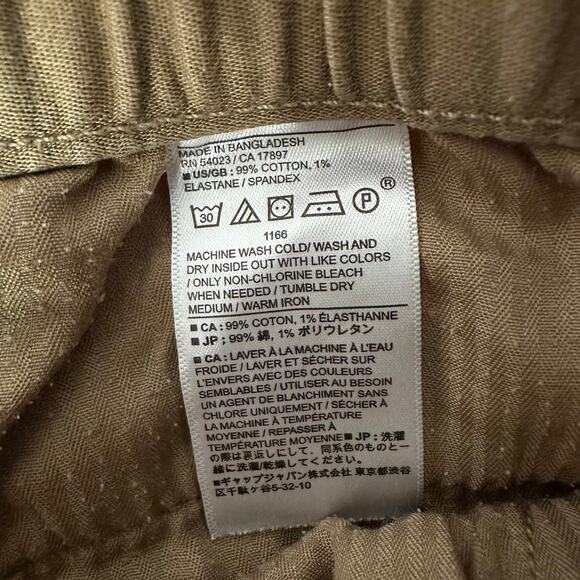 MADE IN BANGLADESH
RN 54023 / CA 17897
■ US/GB : 99% COTTON, 1%
ELASTANE / SPANDEX
30 P ®
1166
MACHINE WASH COLD/ WASH AND
DRY INSIDE OUT WITH LIKE COLORS
/ ONLY NON-CHLORINE BLEACH
WHEN NEEDED / TUMBLE DRY
MEDIUM / WARM IRON
■ CA : 99% COTTON, 1% ÉLASTHANNE
■ JP : 99% 綿, 1% ポリウレタン
■ CA : LAVER À LA MACHINE À L'EAU
FROIDE / LAVER ET SÉCHER SUR
L'ENVERS AVEC DES COULEURS
SEMBLABLES / UTILISER AU BESOIN
UN AGENT DE BLANCHIMENT SANS
CHLORE UNIQUEMENT / SÉCHER À
LA MACHINE À TEMPÉRATURE
MOYENNE / REPASSER À
TEMPÉRATURE MOYENNE ■ JP : 洗濯
の際は裏返して、同系色のものと一
緒に洗濯/乾燥してください。
■ ギャップジャパン株式会社 東京都渋谷
区千駄ヶ谷5-32-10